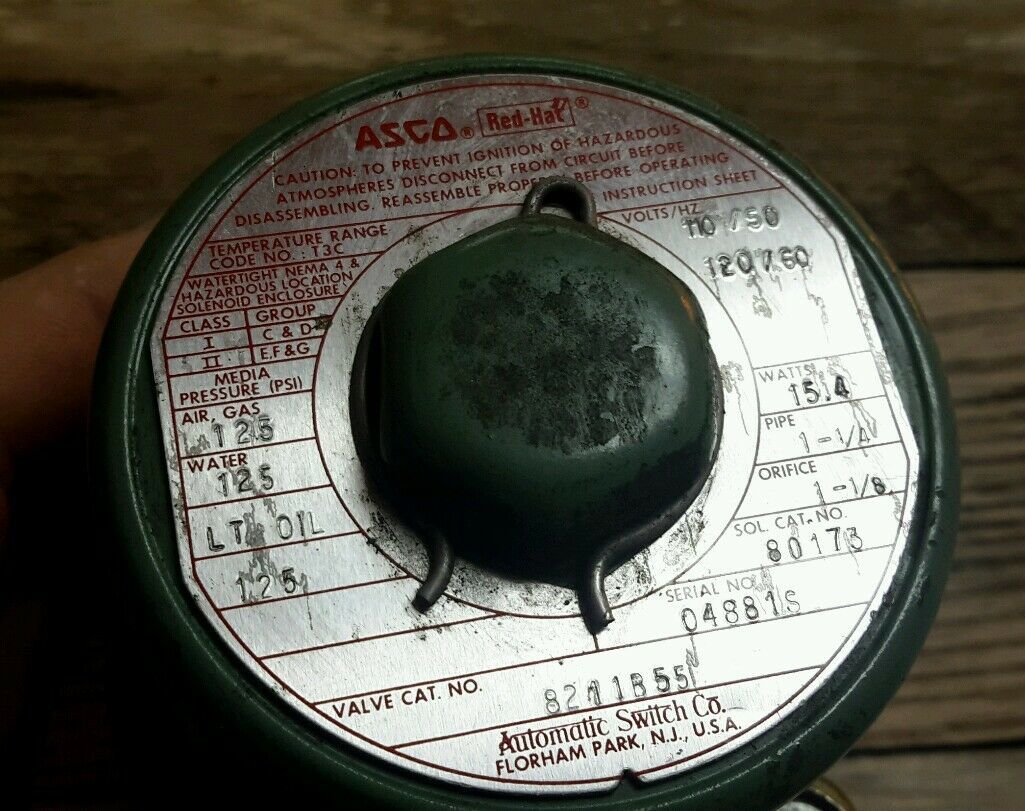 ASCO® Red-Hat®
CAUTION: TO PREVENT IGNITION OF HAZARDOUS
ATMOSPHERES DISCONNECT FROM CIRCUIT BEFORE
DISASSEMBLING. REASSEMBLE BEFORE OPERATING
INSTRUCTION SHEET
TEMPERATURE RANGE
CODE NO.: T3C
WATERTIGHT NEMA 4 &
HAZARDOUS LOCATION
SOLENOID ENCLOSURE
CLASS GROUP
I C & D
II E,F & G
MEDIA
PRESSURE (PSI)
AIR, GAS
125
WATER
125
LT OIL
125
VOLTS/HZ. 110/50
120/60
WATTS
15.4
PIPE
1-1/4
ORIFICE
1-1/8
SOL CAT. NO.
80173
SERIAL NO.
04881S
VALVE CAT. NO. 8211B55
Automatic Switch Co.
FLORHAM PARK, N.J., U.S.A.